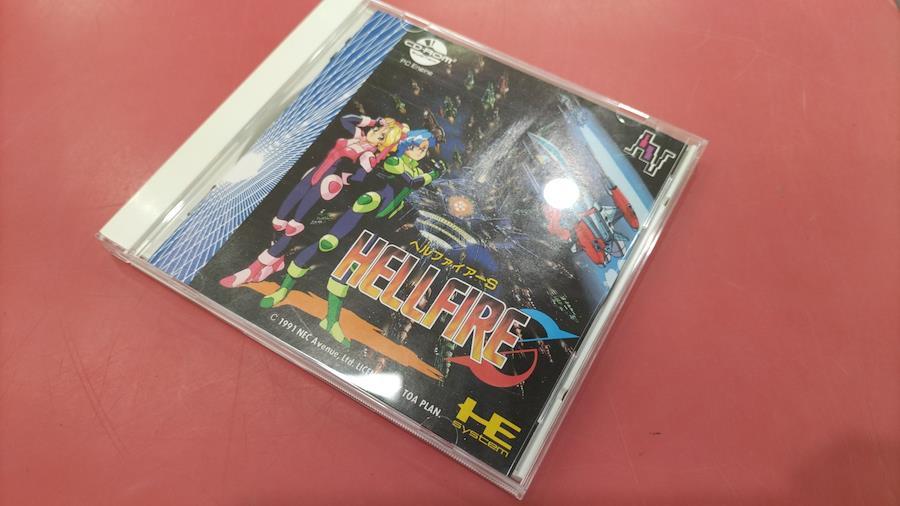 CD-ROM²
PC Engine
ヘルファイアーS
HELLFIRE
© 1991 NEC Avenue, Ltd. TOA PLAN.
HE
system